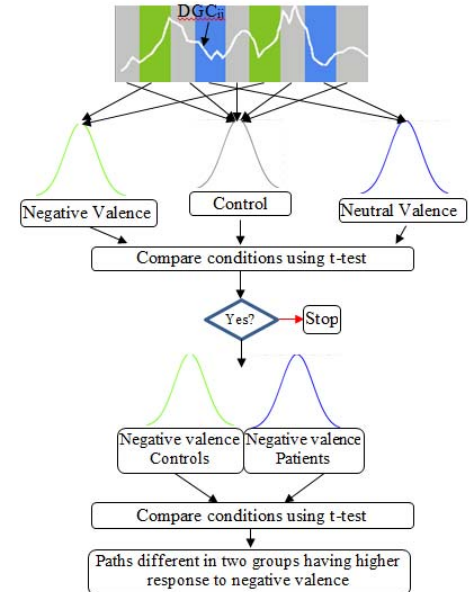 DGCij
Negative Valence
Control
Neutral Valence
Compare conditions using t-test
Yes?
Stop
Negative valence
Controls
Negative valence
Patients
Compare conditions using t-test
Paths different in two groups having higher
response to negative valence